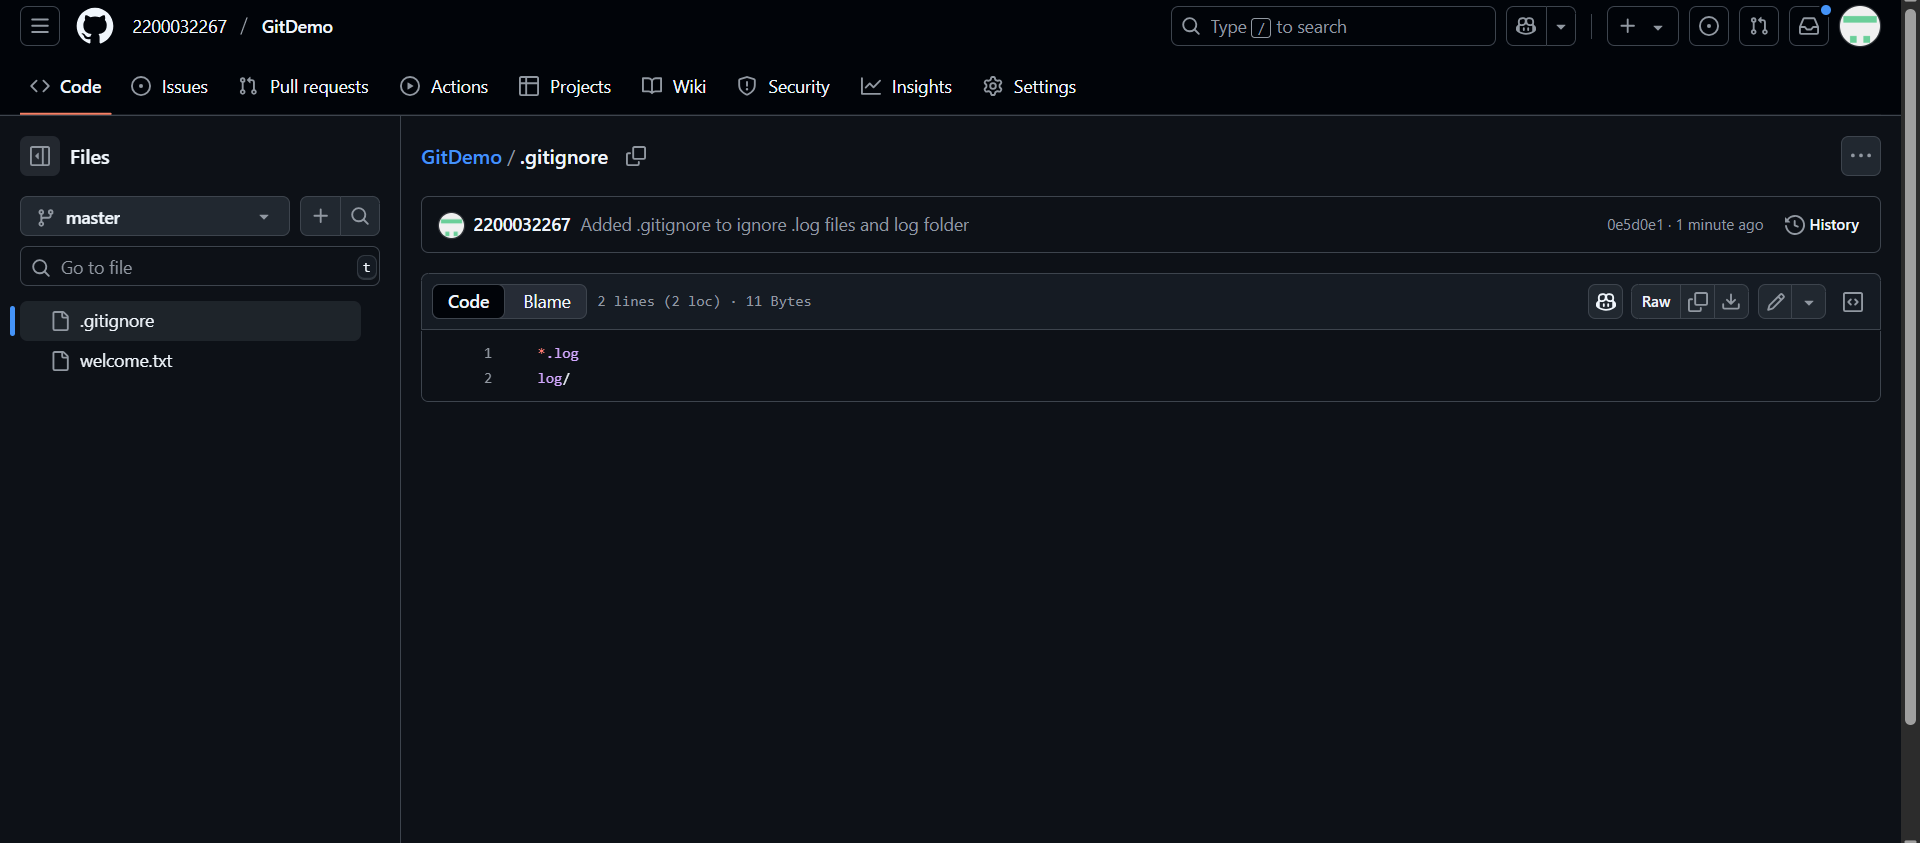 2200032267 / GitDemo
Type / to search
Code Issues Pull requests Actions Projects Wiki Security Insights Settings
Files
master
Go to file t
.gitignore
welcome.txt
GitDemo / .gitignore
2200032267 Added .gitignore to ignore .log files and log folder 0e5d0e1 · 1 minute ago History
Code Blame 2 lines (2 loc) · 11 Bytes Raw
1 *.log
2 log/